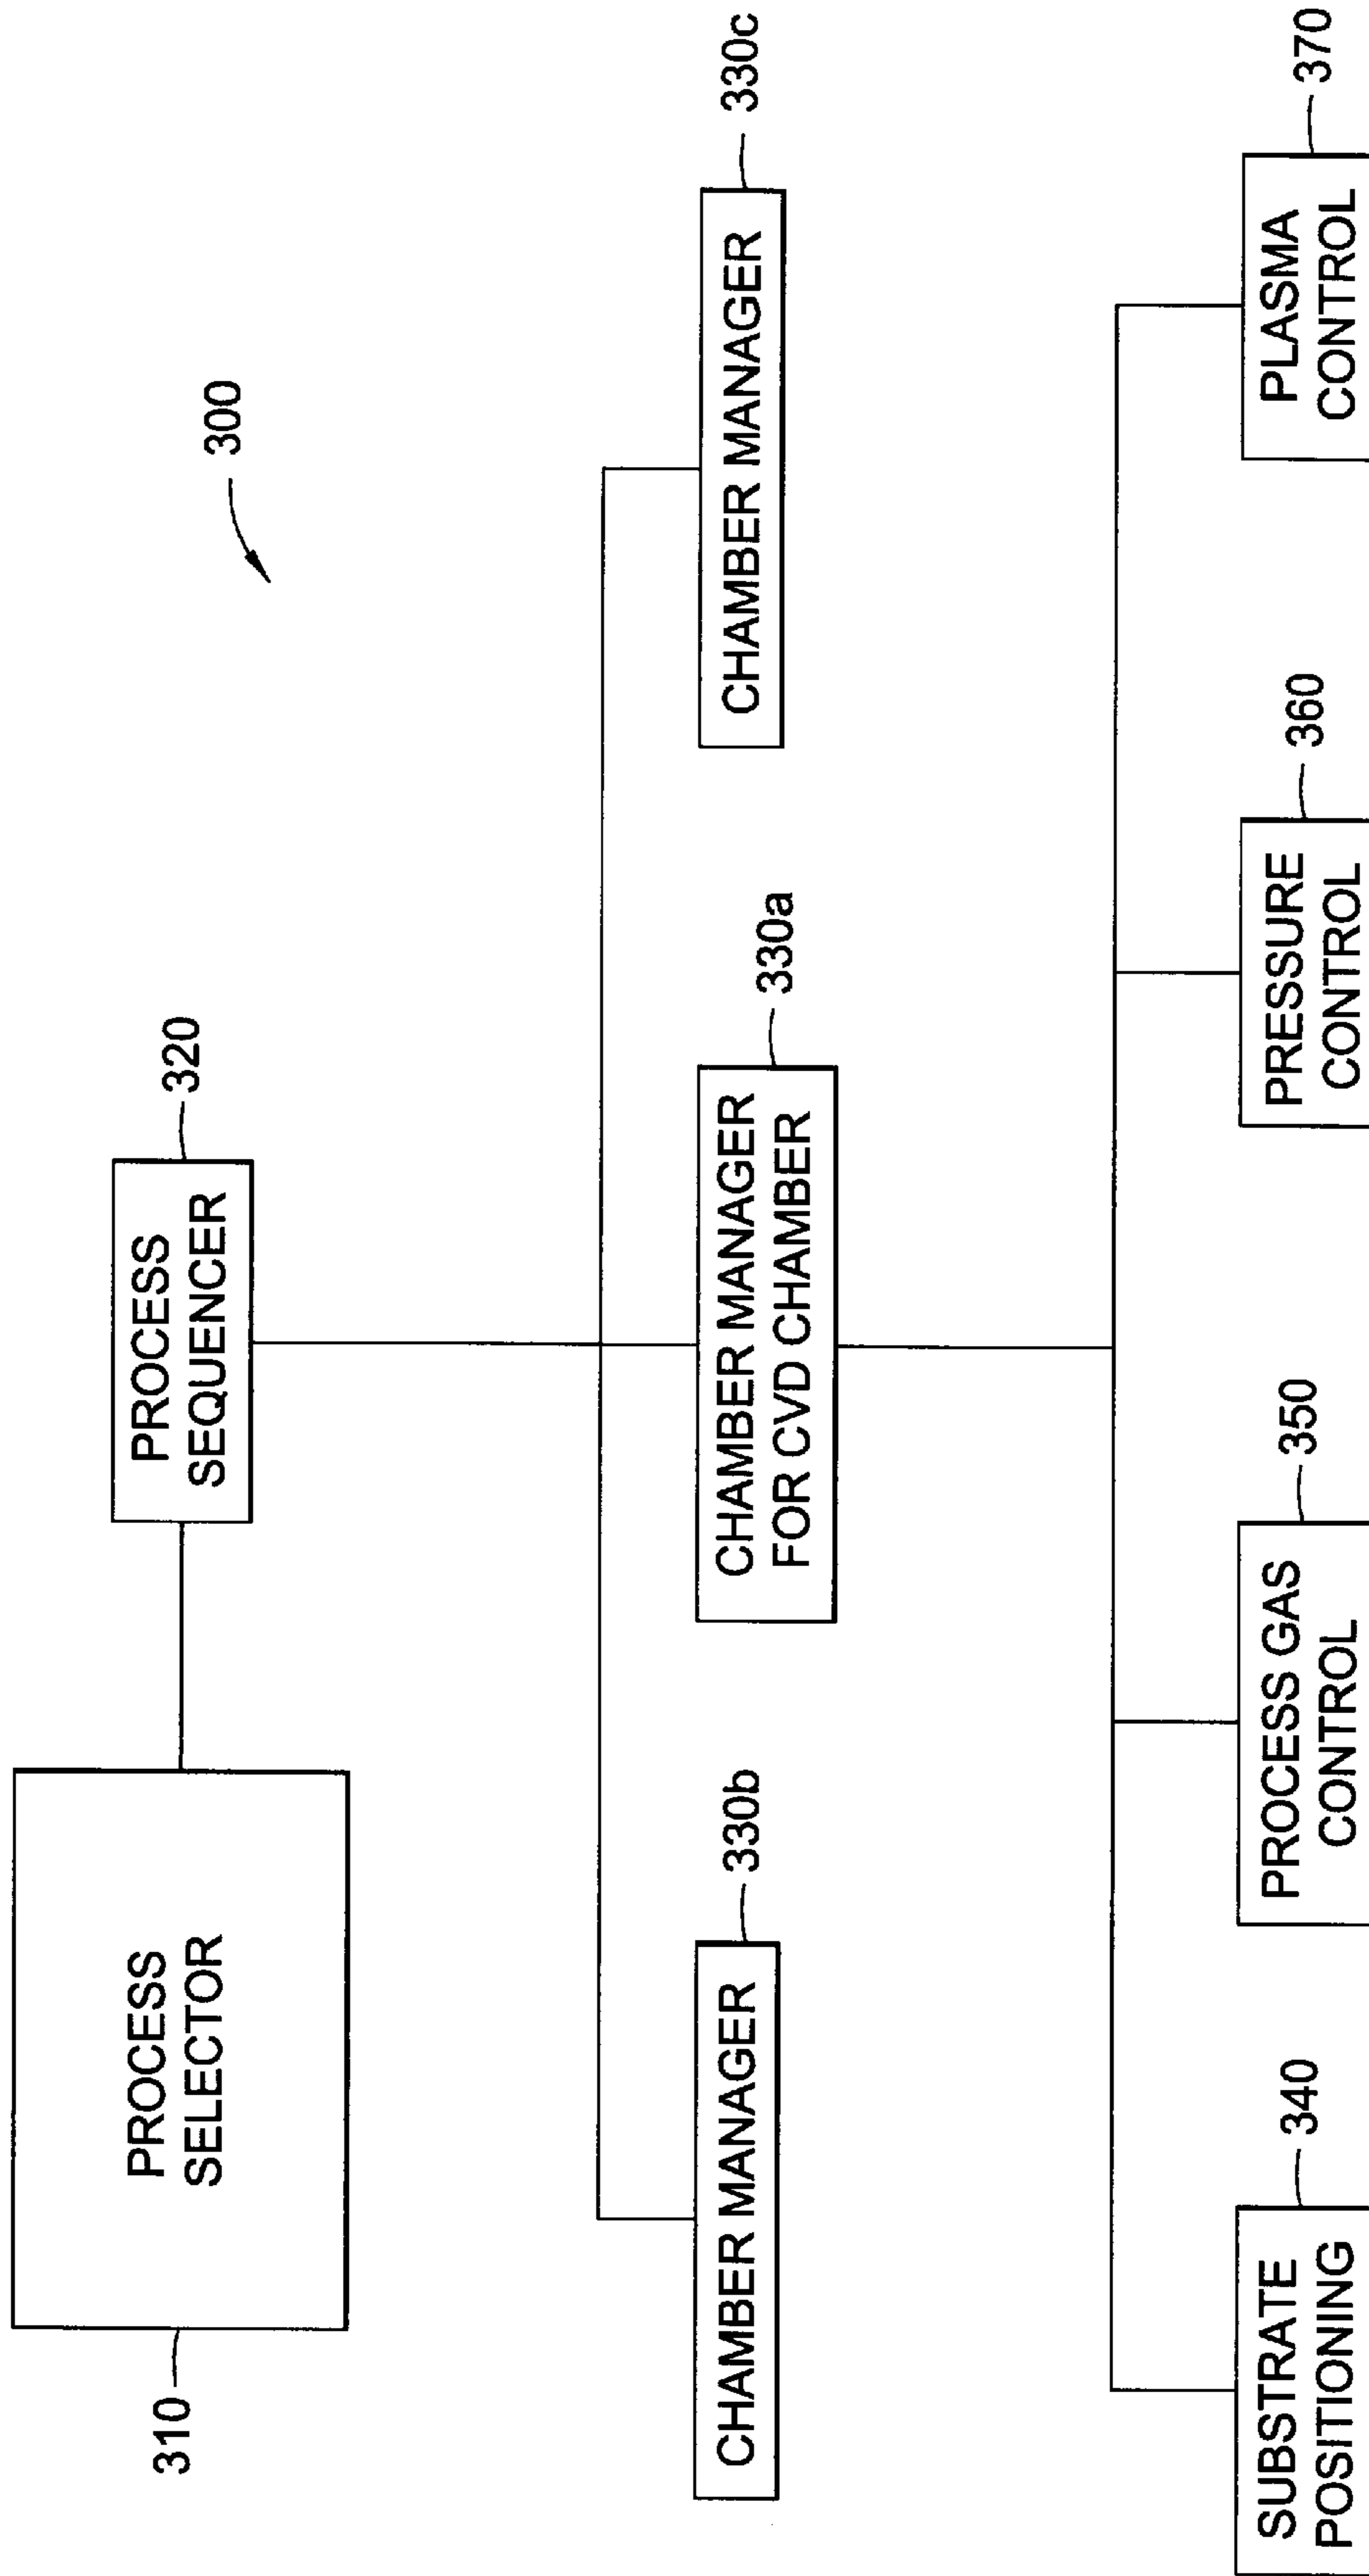 300
310
PROCESS
SELECTOR
PROCESS
SEQUENCER
320
CHAMBER MANAGER
330b
CHAMBER MANAGER
FOR CVD CHAMBER
330a
CHAMBER MANAGER
330c
SUBSTRATE
POSITIONING
340
PROCESS GAS
CONTROL
350
PRESSURE
CONTROL
360
PLASMA
CONTROL
370